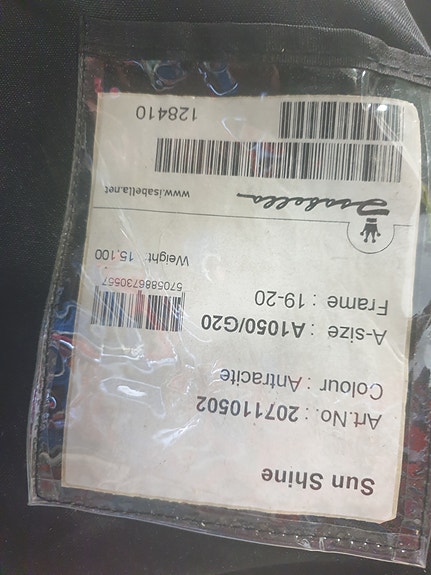 Sun Shine
Art.No. : 207110502
Colour : Antracite
A-size : A1050/G20
Frame : 19-20
5705886730557
Weight 15.100
Isabella
www.isabella.net
128410